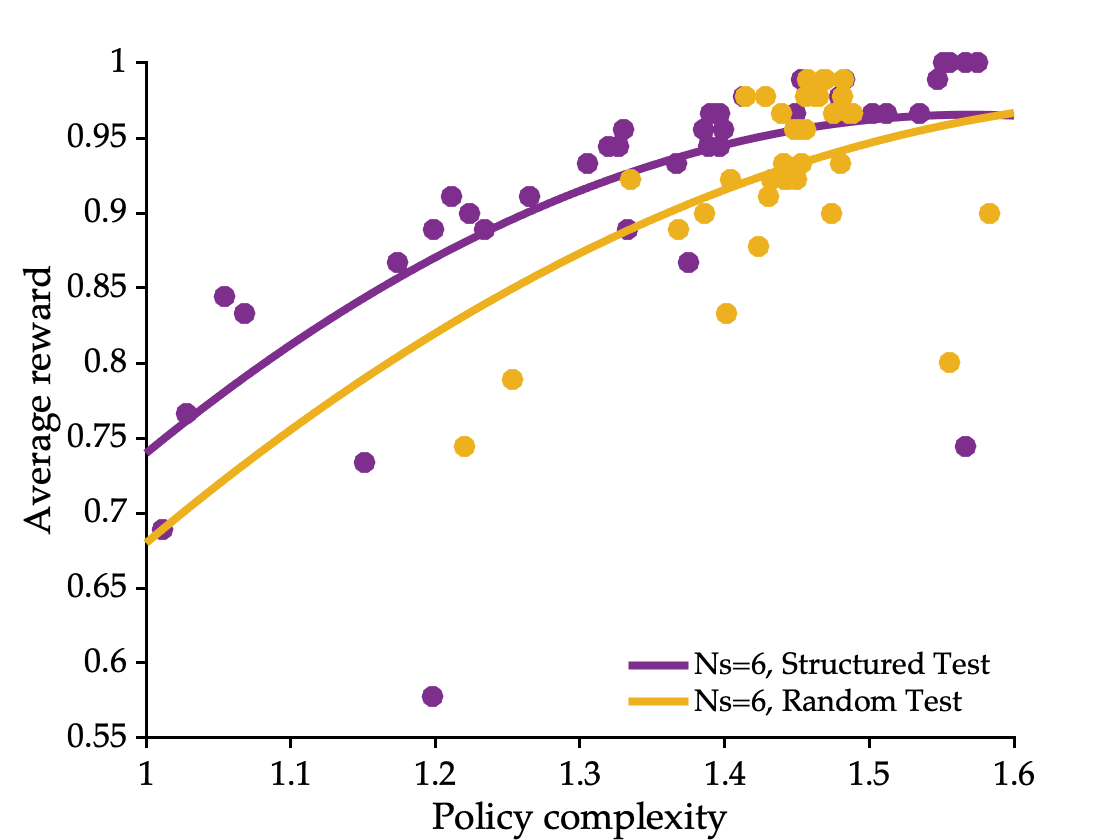 1
0.95
0.9
0.85
0.8
0.75
0.7
0.65
0.6
0.55
Average reward
Ns=6, Structured Test
Ns=6, Random Test
1 1.1 1.2 1.3 1.4 1.5 1.6
Policy complexity